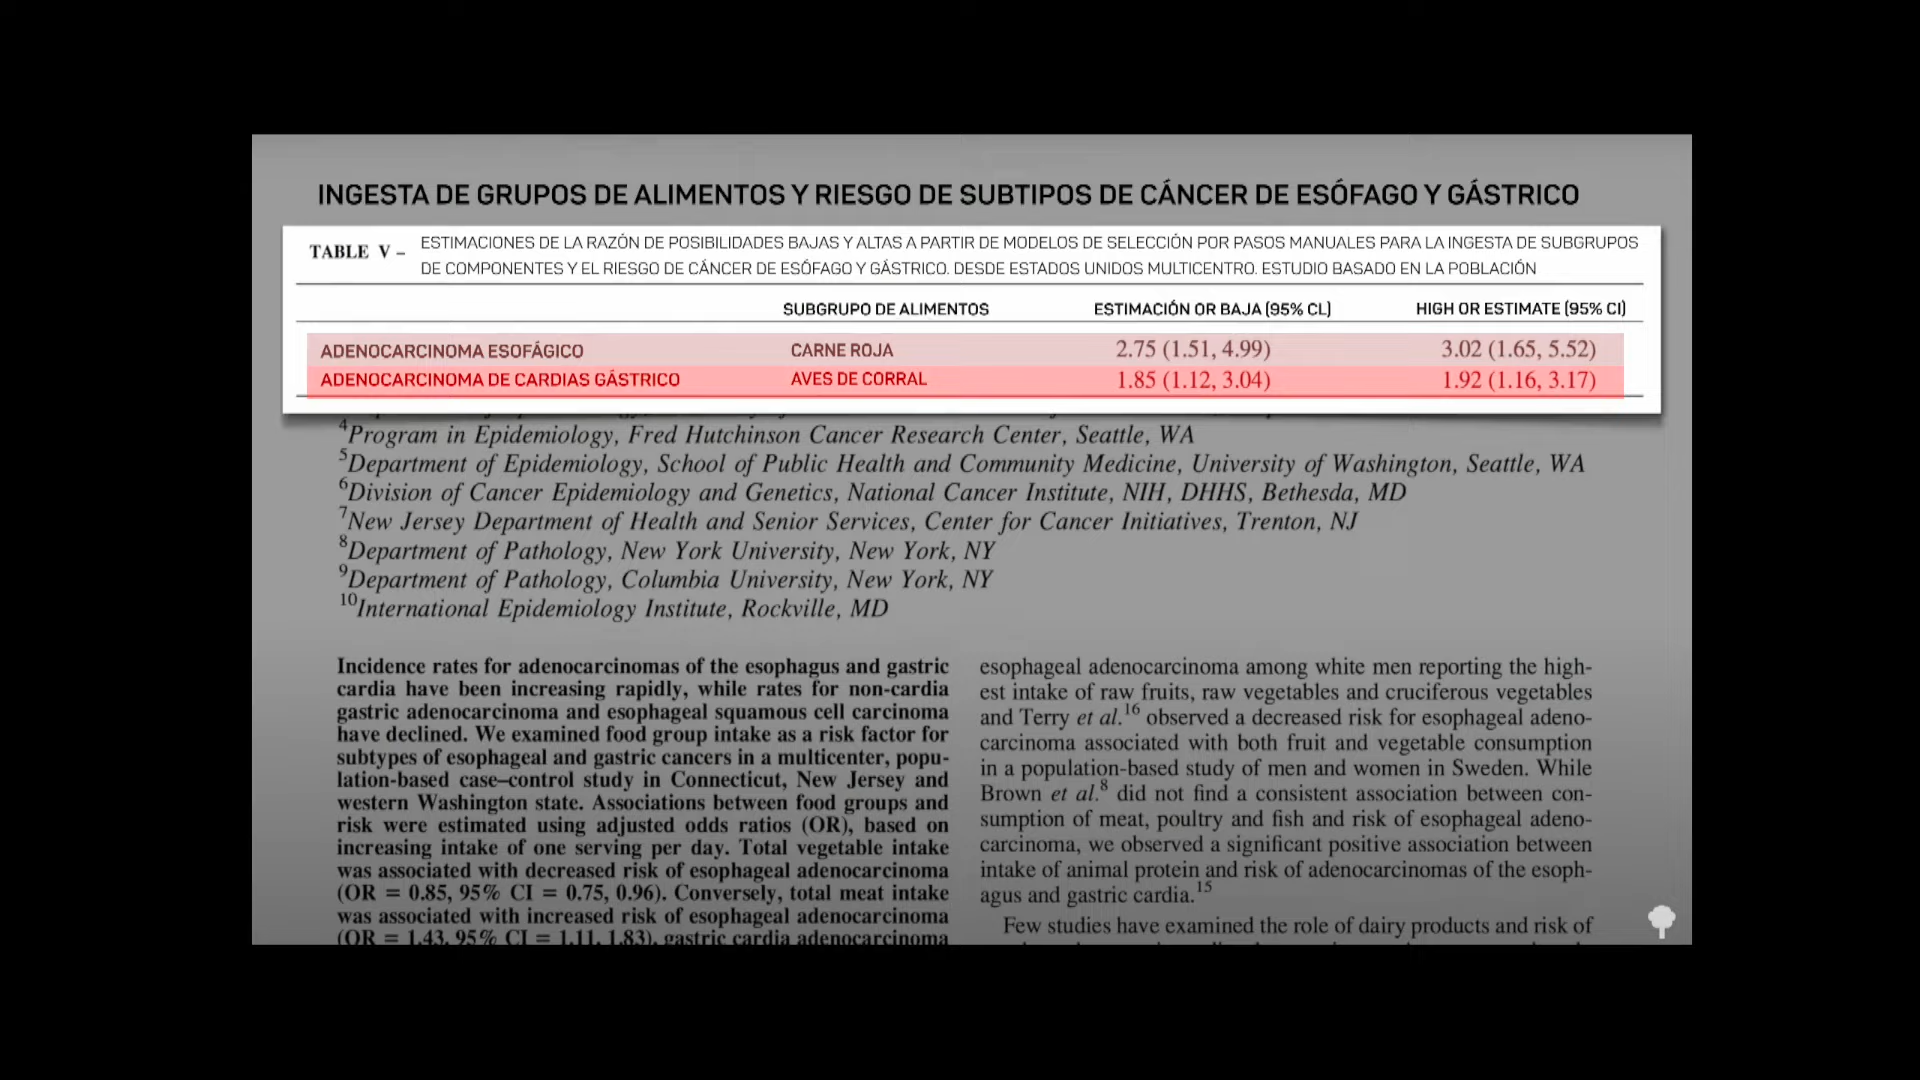 INGESTA DE GRUPOS DE ALIMENTOS Y RIESGO DE SUBTIPOS DE CÁNCER DE ESÓFAGO Y GÁSTRICO
TABLE V – ESTIMACIONES DE LA RAZÓN DE POSIBILIDADES BAJAS Y ALTAS A PARTIR DE MODELOS DE SELECCIÓN POR PASOS MANUALES PARA LA INGESTA DE SUBGRUPOS
DE COMPONENTES Y EL RIESGO DE CÁNCER DE ESÓFAGO Y GÁSTRICO. DESDE ESTADOS UNIDOS MULTICENTRO. ESTUDIO BASADO EN LA POBLACIÓN
SUBGRUPO DE ALIMENTOS ESTIMACIÓN OR BAJA (95% CL) HIGH OR ESTIMATE (95% CI)
ADENOCARCINOMA ESOFÁGICO CARNE ROJA 2.75 (1.51, 4.99) 3.02 (1.65, 5.52)
ADENOCARCINOMA DE CARDIAS GÁSTRICO AVES DE CORRAL 1.85 (1.12, 3.04) 1.92 (1.16, 3.17)
4Program in Epidemiology, Fred Hutchinson Cancer Research Center, Seattle, WA
5Department of Epidemiology, School of Public Health and Community Medicine, University of Washington, Seattle, WA
6Division of Cancer Epidemiology and Genetics, National Cancer Institute, NIH, DHHS, Bethesda, MD
7New Jersey Department of Health and Senior Services, Center for Cancer Initiatives, Trenton, NJ
8Department of Pathology, New York University, New York, NY
9Department of Pathology, Columbia University, New York, NY
10International Epidemiology Institute, Rockville, MD
Incidence rates for adenocarcinomas of the esophagus and gastric
cardia have been increasing rapidly, while rates for non-cardia
gastric adenocarcinoma and esophageal squamous cell carcinoma
have declined. We examined food group intake as a risk factor for
subtypes of esophageal and gastric cancers in a multicenter, popu-
lation-based case–control study in Connecticut, New Jersey and
western Washington state. Associations between food groups and
risk were estimated using adjusted odds ratios (OR), based on
increasing intake of one serving per day. Total vegetable intake
was associated with decreased risk of esophageal adenocarcinoma
(OR = 0.85, 95% CI = 0.75, 0.96). Conversely, total meat intake
was associated with increased risk of esophageal adenocarcinoma
(OR = 1.43, 95% CI = 1.11, 1.83), gastric cardia adenocarcinoma
esophageal adenocarcinoma among white men reporting the high-
est intake of raw fruits, raw vegetables and cruciferous vegetables
and Terry et al.16 observed a decreased risk for esophageal adeno-
carcinoma associated with both fruit and vegetable consumption
in a population-based study of men and women in Sweden. While
Brown et al.8 did not find a consistent association between con-
sumption of meat, poultry and fish and risk of esophageal adeno-
carcinoma, we observed a significant positive association between
intake of animal protein and risk of adenocarcinomas of the esoph-
agus and gastric cardia.15
Few studies have examined the role of dairy products and risk of